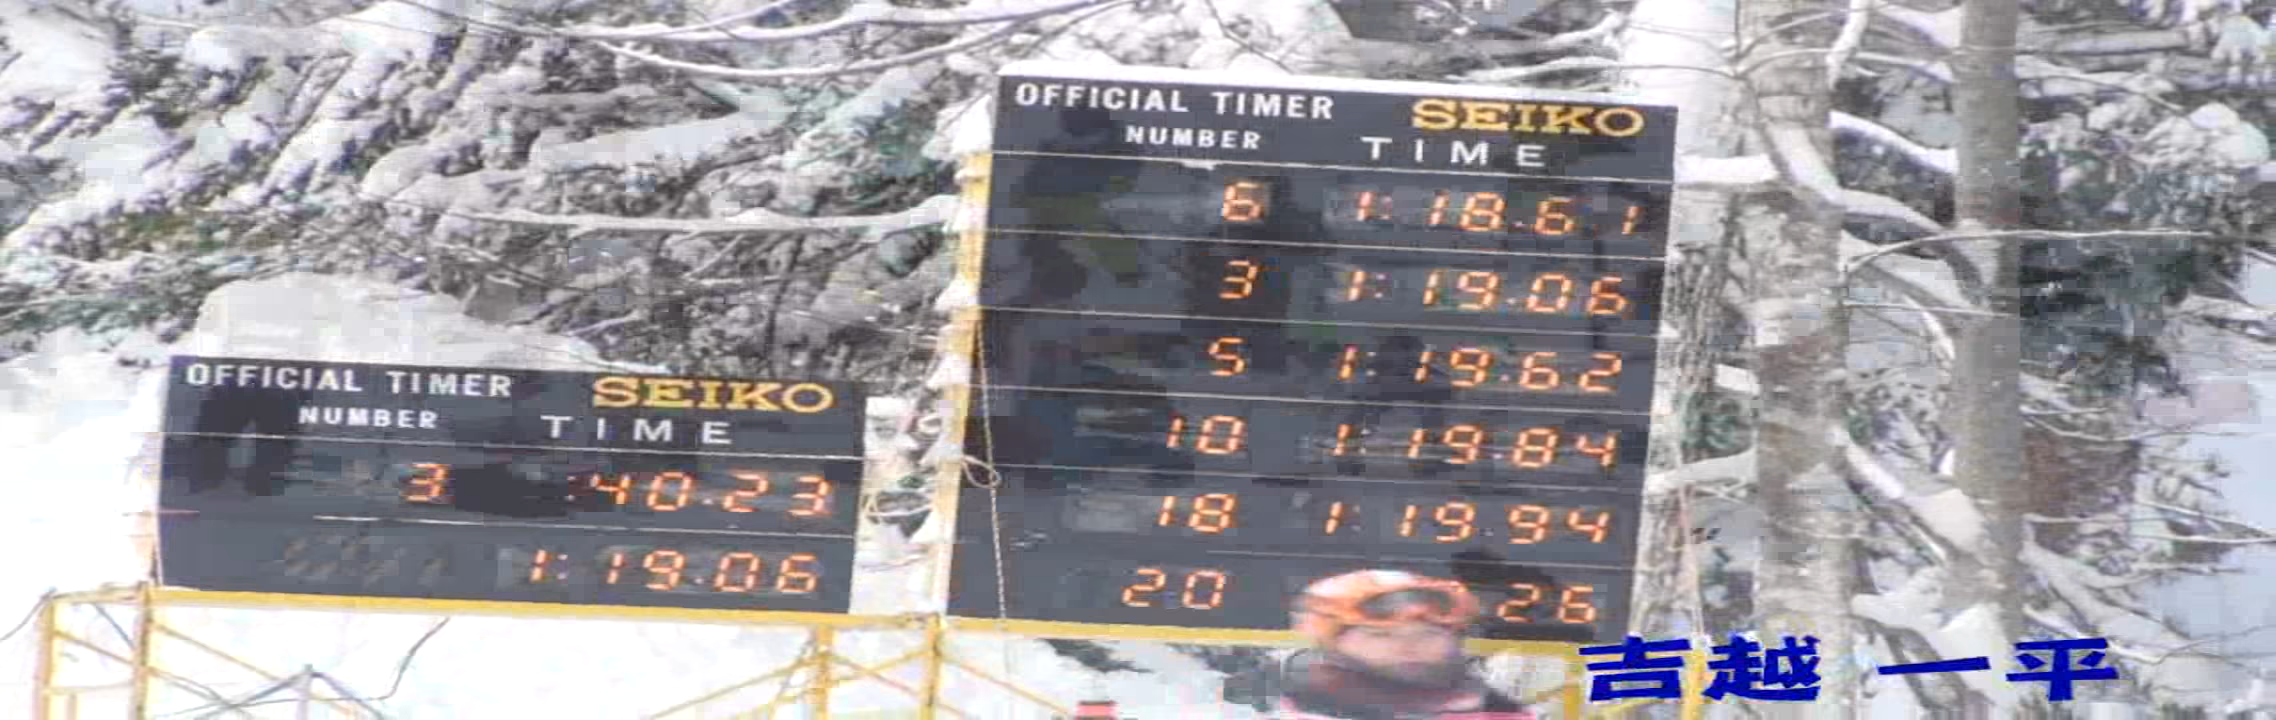 OFFICIAL TIMER SEIKO
NUMBER TIME
6 1:18.61
3 1:19.06
5 1:19.62
10 1:19.84
18 1:19.94
20 26
OFFICIAL TIMER SEIKO
NUMBER TIME
3 :40.23
1:19.06
吉越 一平